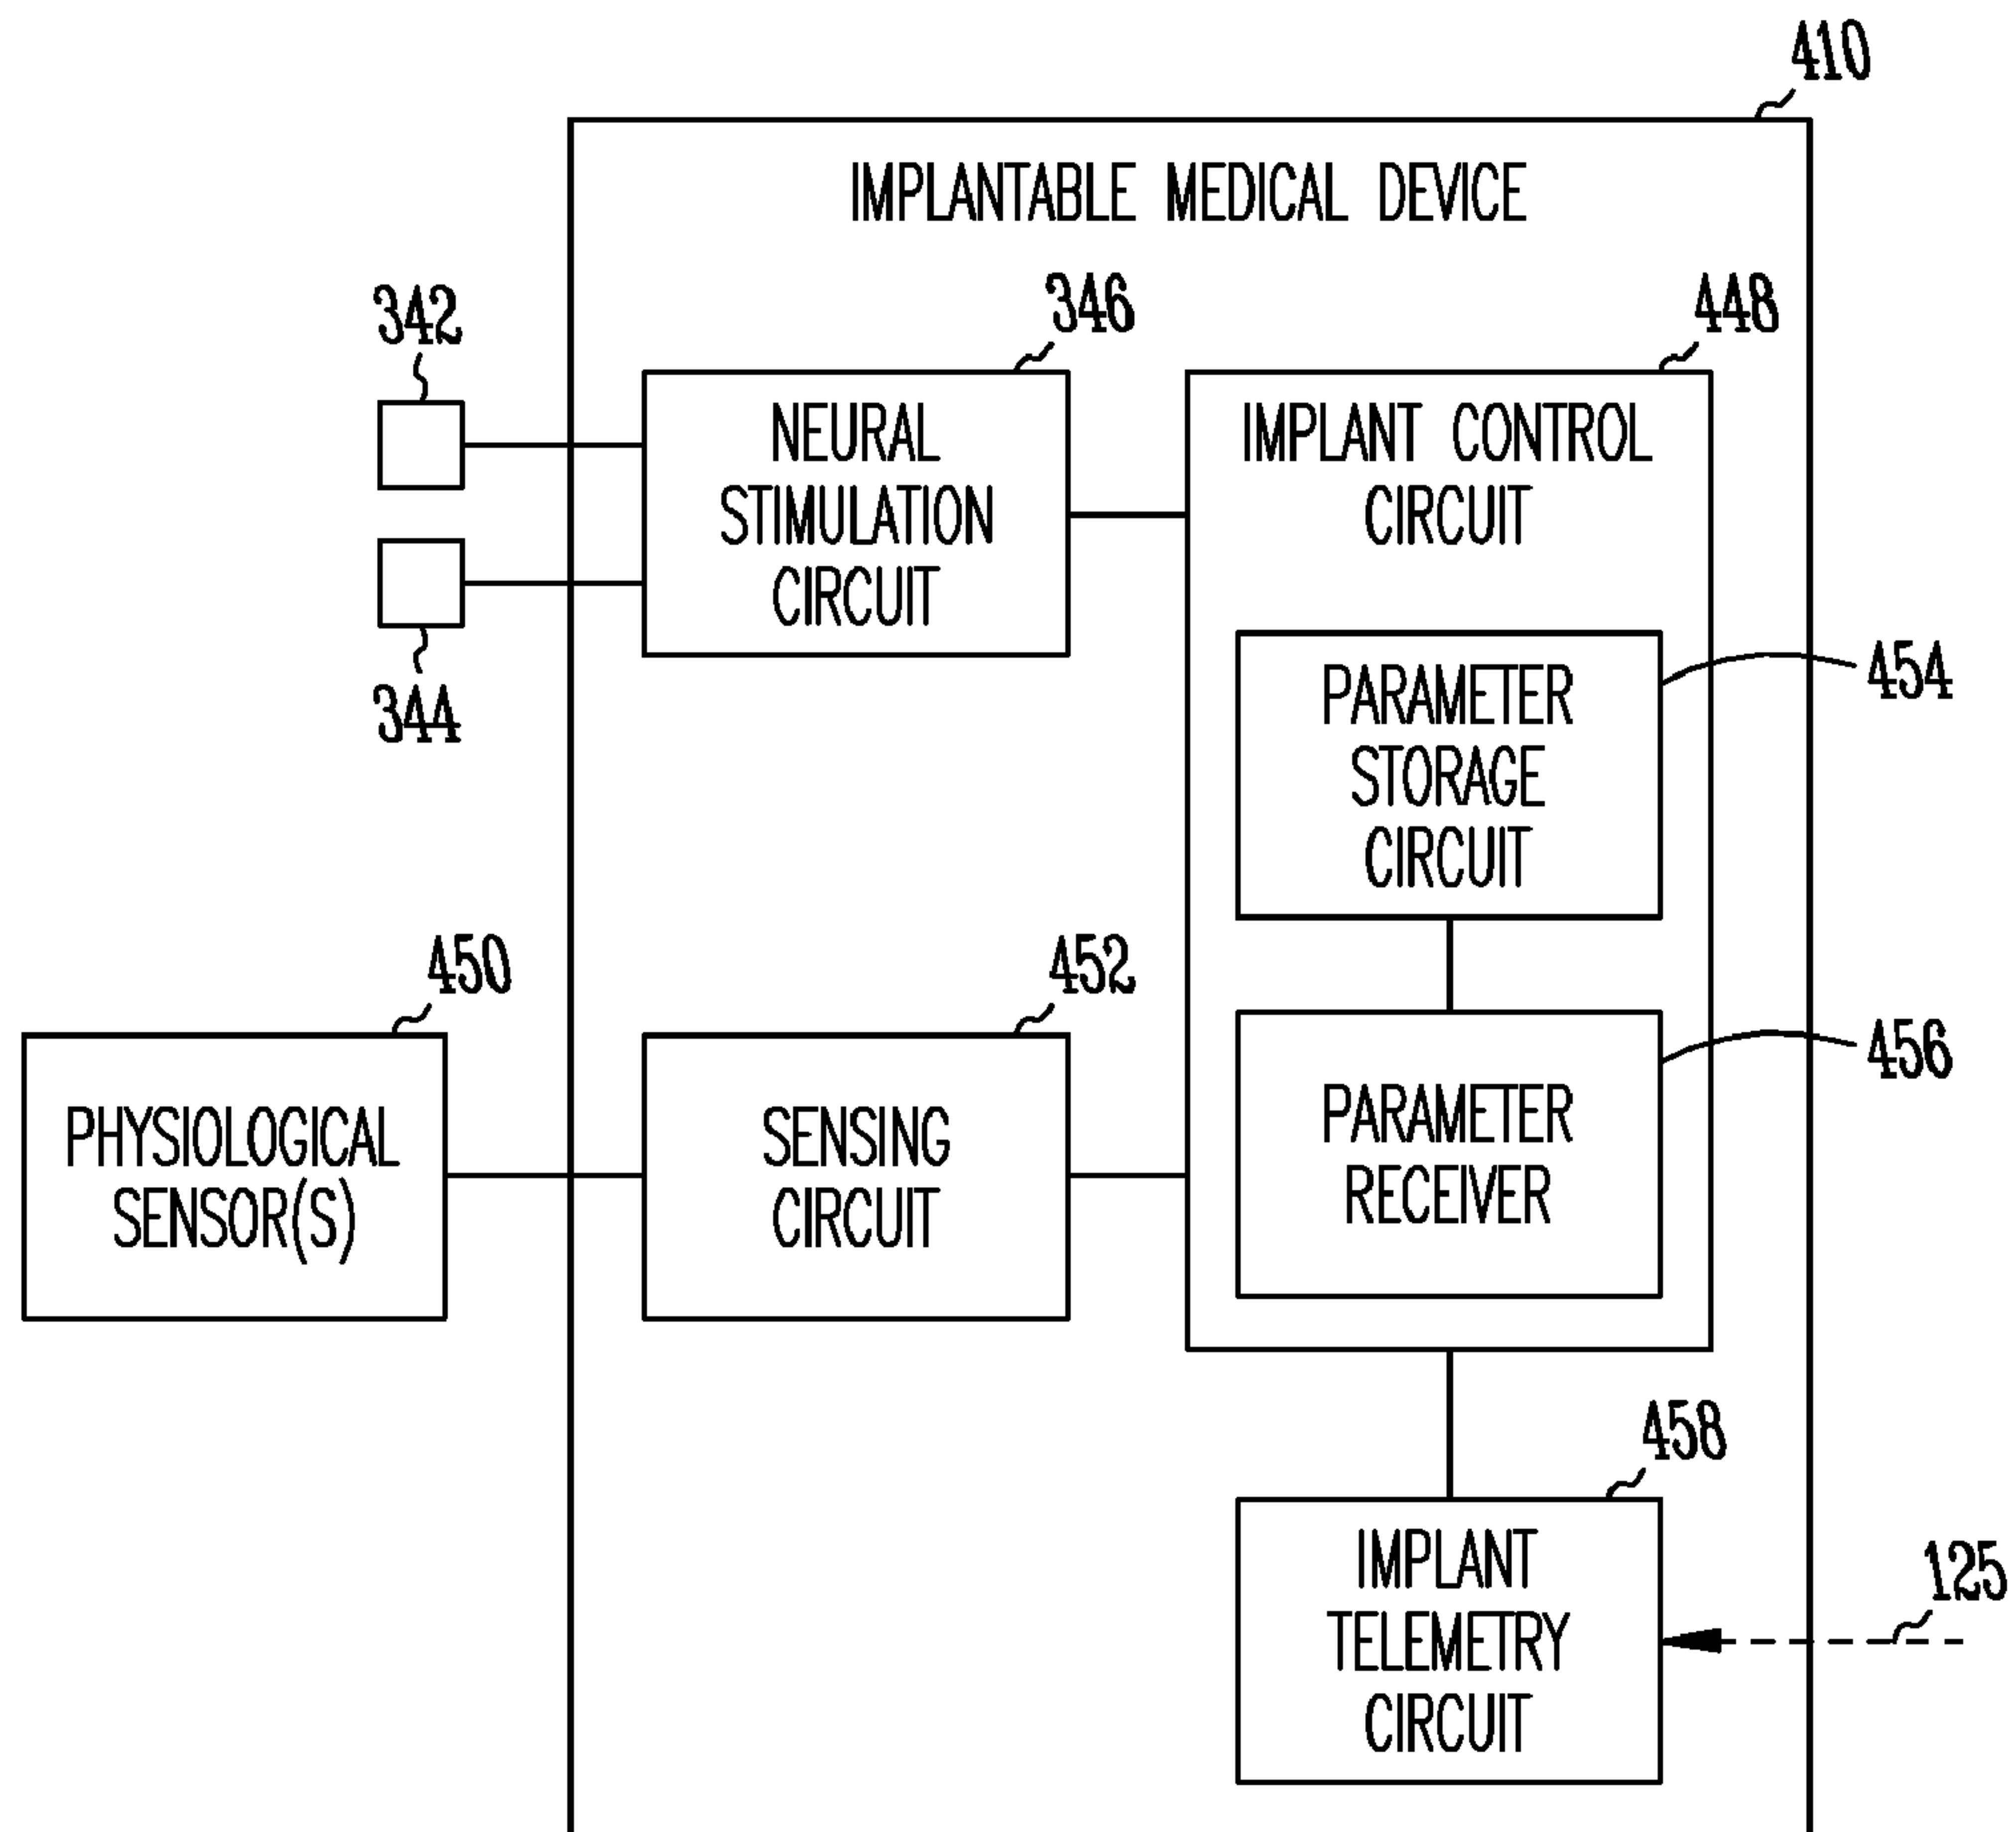 410
IMPLANTABLE MEDICAL DEVICE
342
346
448
NEURAL
STIMULATION
CIRCUIT
IMPLANT CONTROL
CIRCUIT
344
454
PARAMETER
STORAGE
CIRCUIT
450
452
456
PHYSIOLOGICAL
SENSOR(S)
SENSING
CIRCUIT
PARAMETER
RECEIVER
458
125
IMPLANT
TELEMETRY
CIRCUIT